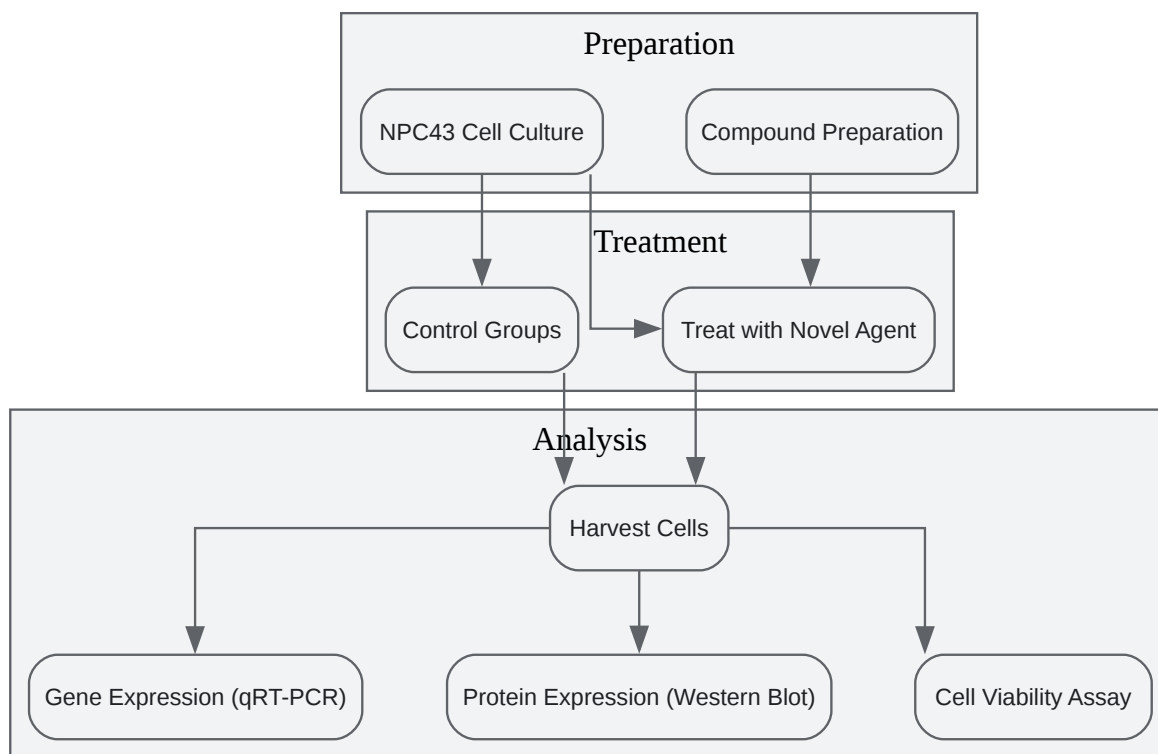 Preparation
NPC43 Cell Culture
Compound Preparation
Treatment
Control Groups
Treat with Novel Agent
Analysis
Harvest Cells
Gene Expression (qRT-PCR)
Protein Expression (Western Blot)
Cell Viability Assay